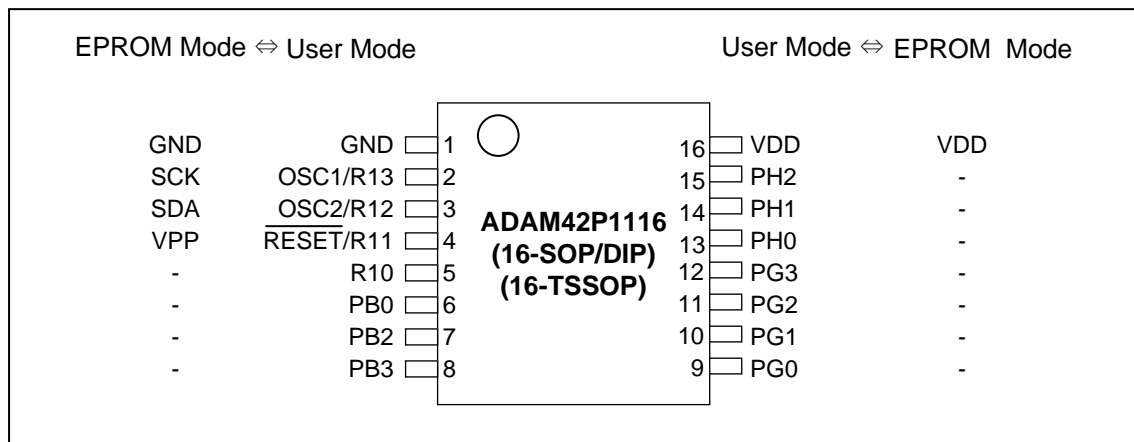 EPROM Mode ⇔ User Mode User Mode ⇔ EPROM Mode
GND GND 1 16 VDD VDD
SCK OSC1/R13 2 15 PH2 -
SDA OSC2/R12 3 14 PH1 -
VPP RESET/R11 4 13 PH0 -
- R10 5 12 PG3 -
- PB0 6 11 PG2 -
- PB2 7 10 PG1 -
- PB3 8 9 PG0 -
ADAM42P1116
(16-SOP/DIP)
(16-TSSOP)